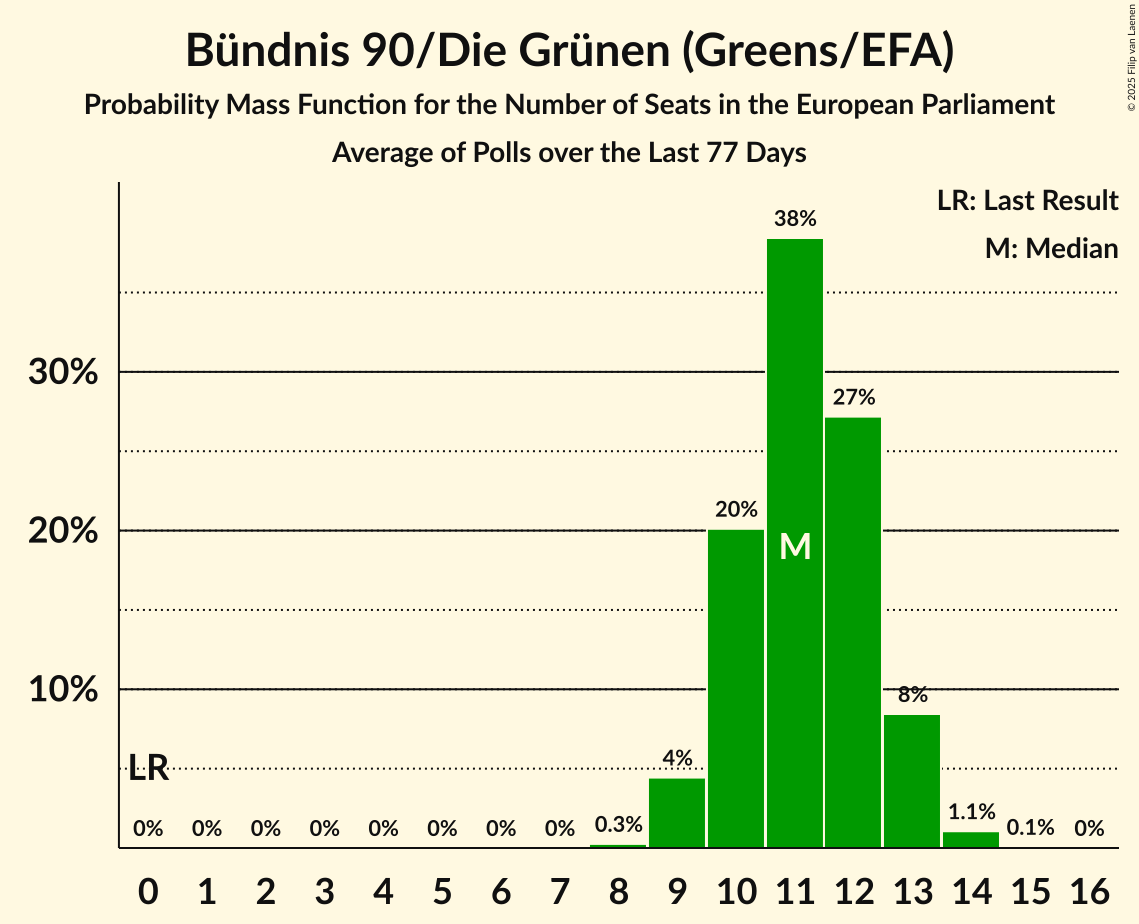 Bündnis 90/Die Grünen (Greens/EFA)
Probability Mass Function for the Number of Seats in the European Parliament
Average of Polls over the Last 77 Days
© 2025 Filip van Laenen
LR: Last Result
M: Median
38%
30%
27%
20%
20%
M
10%
8%
LR
4%
0% 0% 0% 0% 0% 0% 0% 0% 0.3% 1.1% 0.1% 0%
0 1 2 3 4 5 6 7 8 9 10 11 12 13 14 15 16